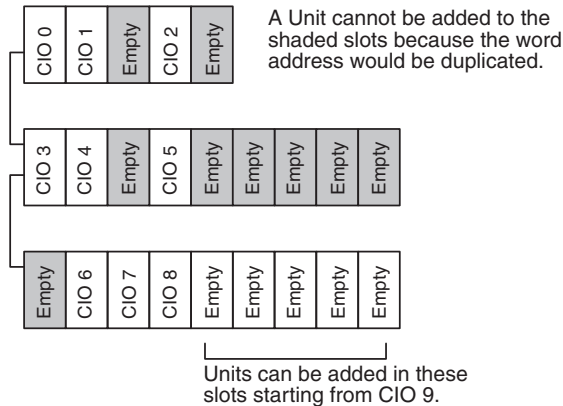 A Unit cannot be added to the
shaded slots because the word
address would be duplicated.
CIO 0
CIO 1
Empty
CIO 2
Empty
CIO 3
CIO 4
Empty
CIO 5
Empty
Empty
Empty
Empty
Empty
Empty
CIO 6
CIO 7
CIO 8
Empty
Empty
Empty
Empty
Empty
Units can be added in these
slots starting from CIO 9.